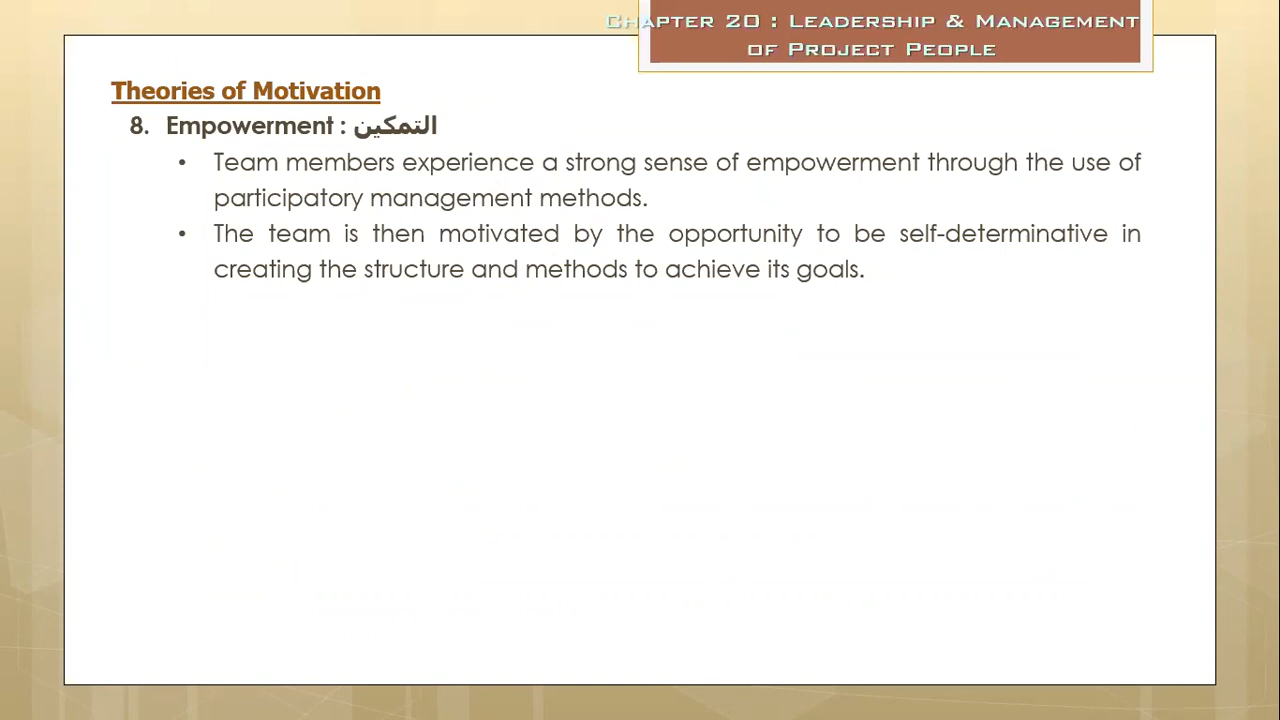 Chapter 20 : Leadership & Management
of Project People
Theories of Motivation
8. Empowerment : التمكين
• Team members experience a strong sense of empowerment through the use of
participatory management methods.
• The team is then motivated by the opportunity to be self-determinative in
creating the structure and methods to achieve its goals.